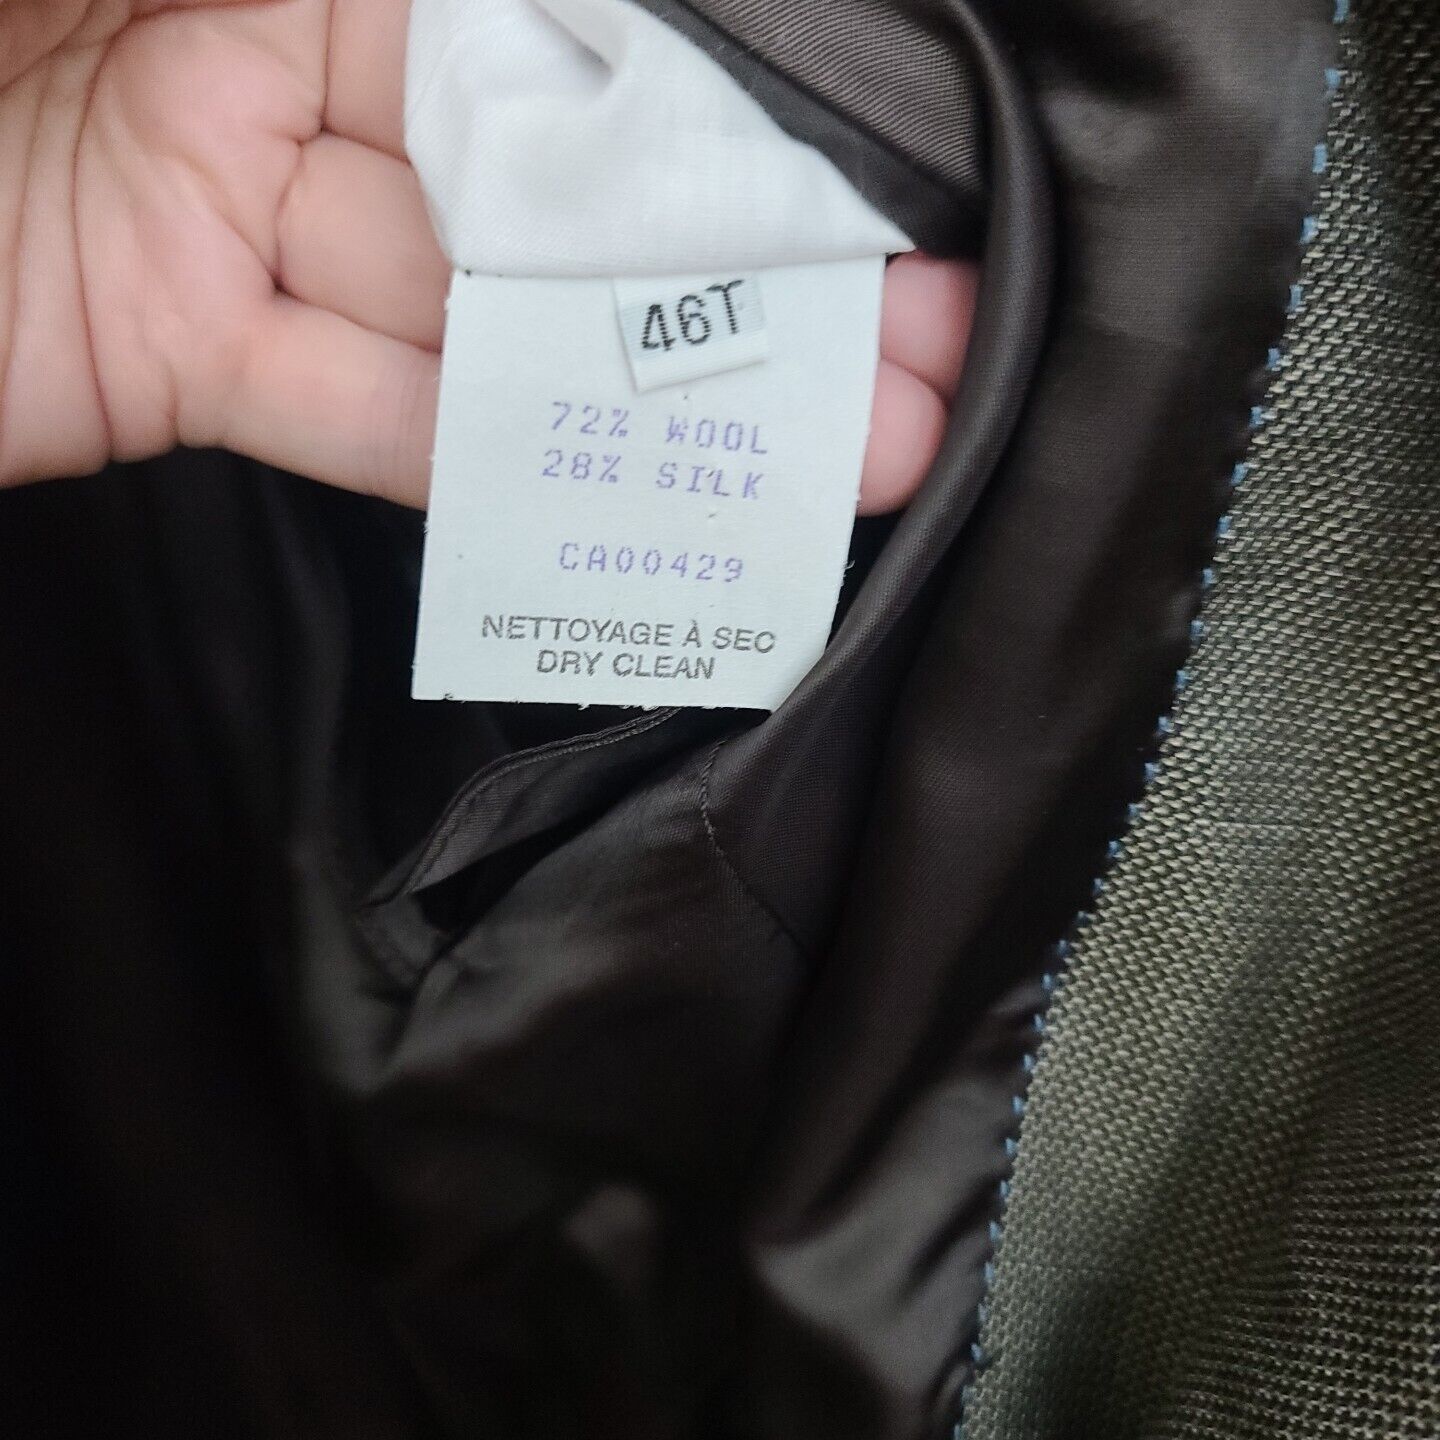 46T
72% WOOL
28% SILK
CA00429
NETTOYAGE À SEC
DRY CLEAN